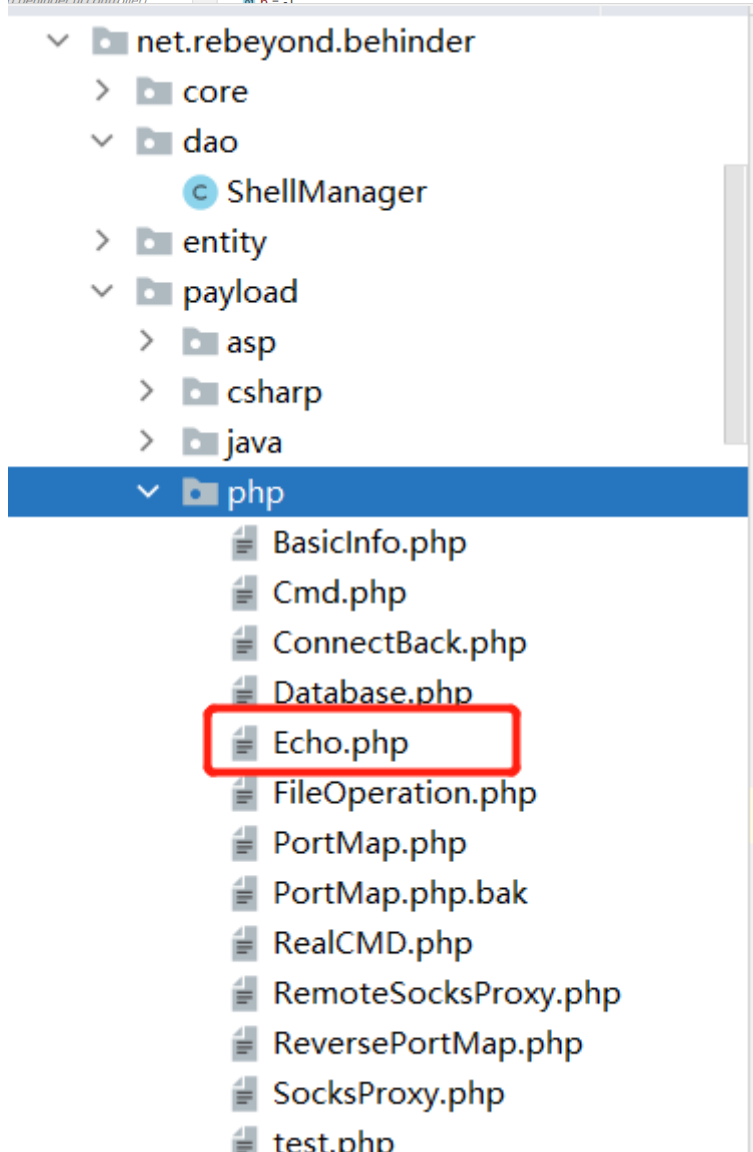 net.rebeyond.behinder
core
dao
ShellManager
entity
payload
asp
csharp
java
php
BasicInfo.php
Cmd.php
ConnectBack.php
Database.php
Echo.php
FileOperation.php
PortMap.php
PortMap.php.bak
RealCMD.php
RemoteSocksProxy.php
ReversePortMap.php
SocksProxy.php
test.php